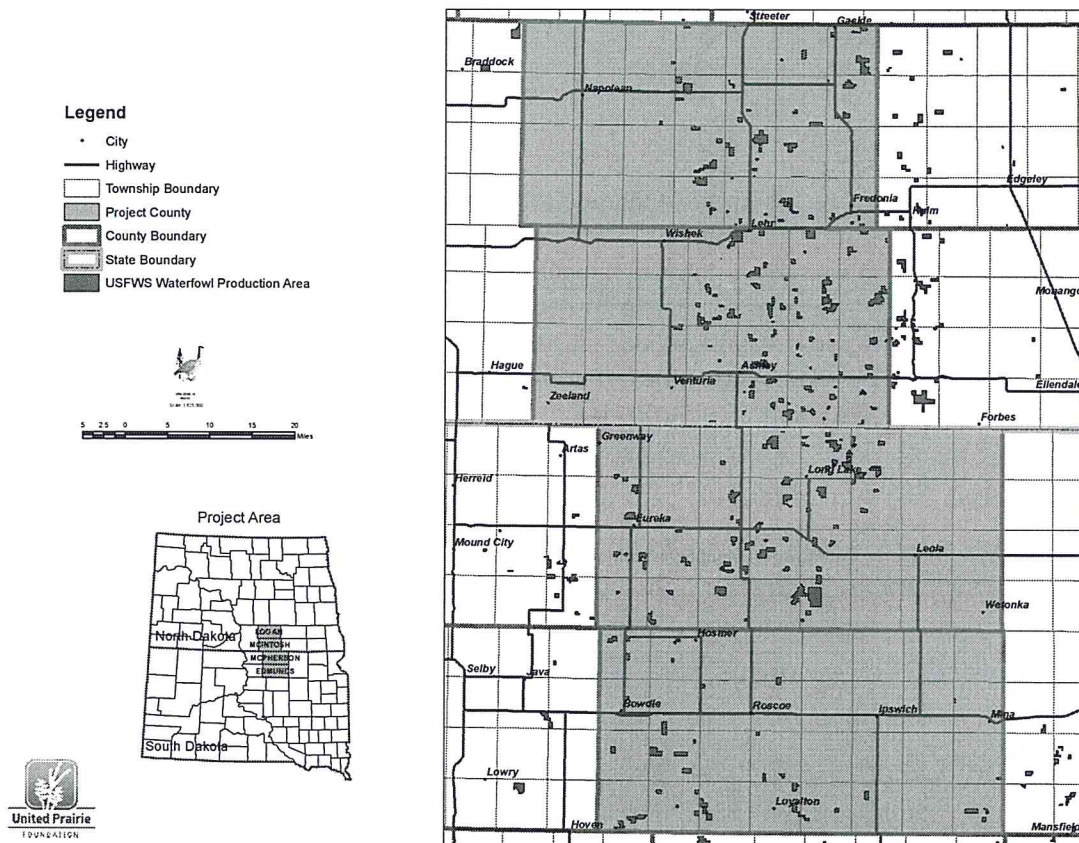 Legend
City
Highway
Township Boundary
Project County
County Boundary
State Boundary
USFWS Waterfowl Production Area
5 2.5 0 5 10 20
Miles
Project Area
North Dakota
LOGAN
MCINTOSH
MCPHERSON
EDMUNDS
South Dakota
United Prairie
FOUNDATION
Streeter
Gackle
Braddock
Napolean
Edgeley
Fredonia
Kulm
Lehr
Wishek
Monango
Hague
Venturia
Ashley
Ellendale
Zeeland
Forbes
Greenway
Artas
Long Lake
Herreid
Eureka
Mound City
Leola
Wetonka
Hosmer
Selby
Java
Bowdle
Roscoe
Ipswich
Mina
Lowry
Loyalton
Hoven
Mansfield